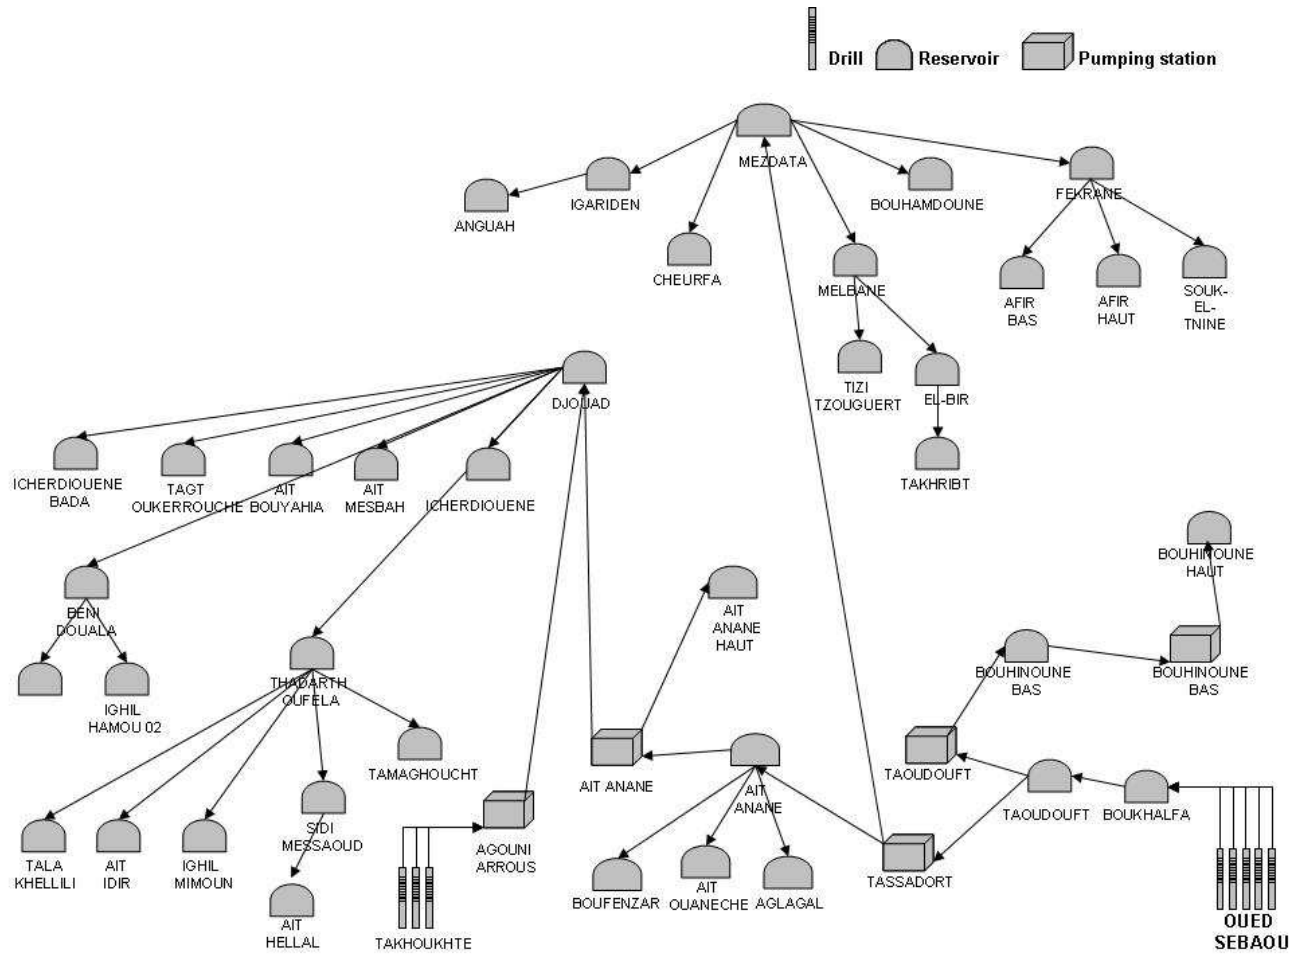 Drill
Reservoir
Pumping station
MEZDATA
IGARIDEN
BOUHAMDOUNE
FEKRANE
ANGUAH
CHEURFA
MELBANE
AFIR
BAS
AFIR
HAUT
SOUK-
EL-
TNINE
DJOUAD
TIZI
TZOUGUERT
EL-BIR
TAKHRIBT
ICHERDIOUENE
BADA
TAGT
OUKERROUCHE
AIT
BOUYAHIA
AIT
MESBAH
ICHERDIOUENE
BOUHINOUNE
HAUT
BENI
DOUALA
AIT
ANANE
HAUT
BOUHINOUNE
BAS
BOUHINOUNE
BAS
IGHIL
HAMOU 02
THADARTH
OUFELA
TAMAGHOUCHT
AIT ANANE
AIT
ANANE
TAOUDOUFT
TAOUDOUFT
BOUKHALFA
SIDI
MESSAOUD
AGOUNI
ARROUS
TALA
KHELLILI
AIT
IDIR
IGHIL
MIMOUN
BOUFENZAR
AIT
OUANECHE
AGLAGAL
TASSADORT
AIT
HELLAL
TAKHOUKHTE
OUED
SEBAOU